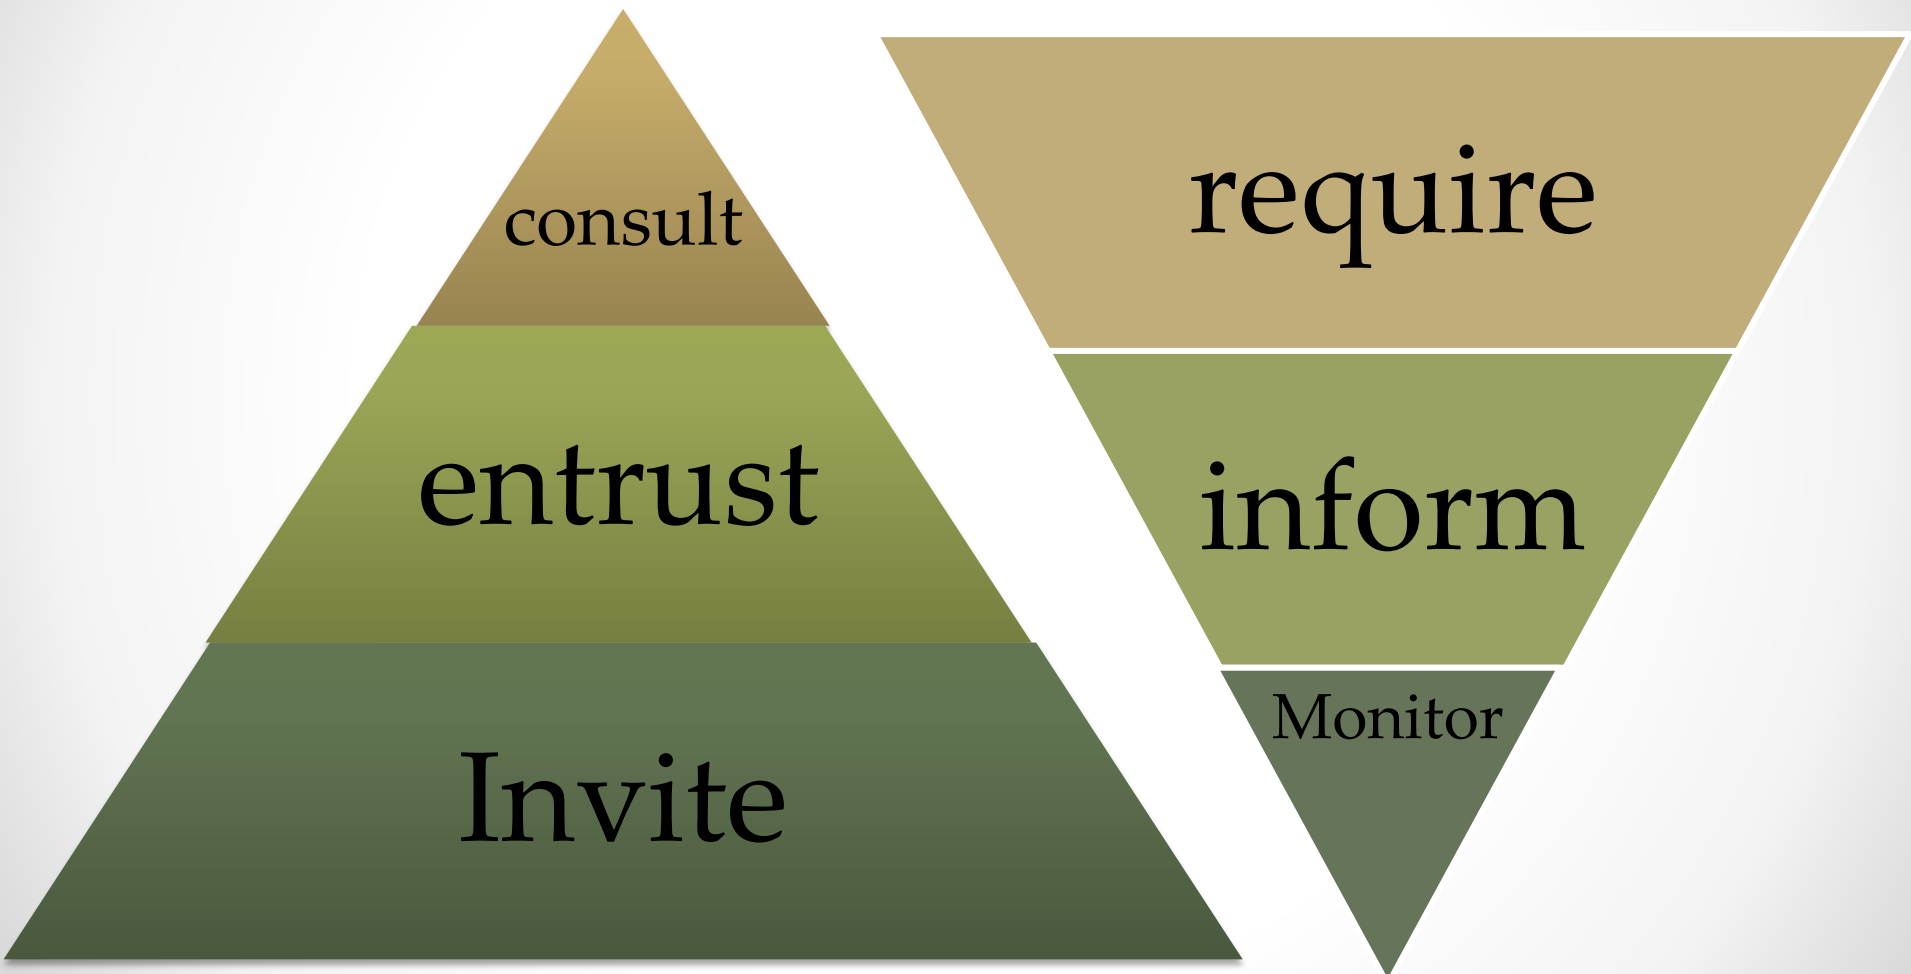 consult
entrust
Invite
require
inform
Monitor